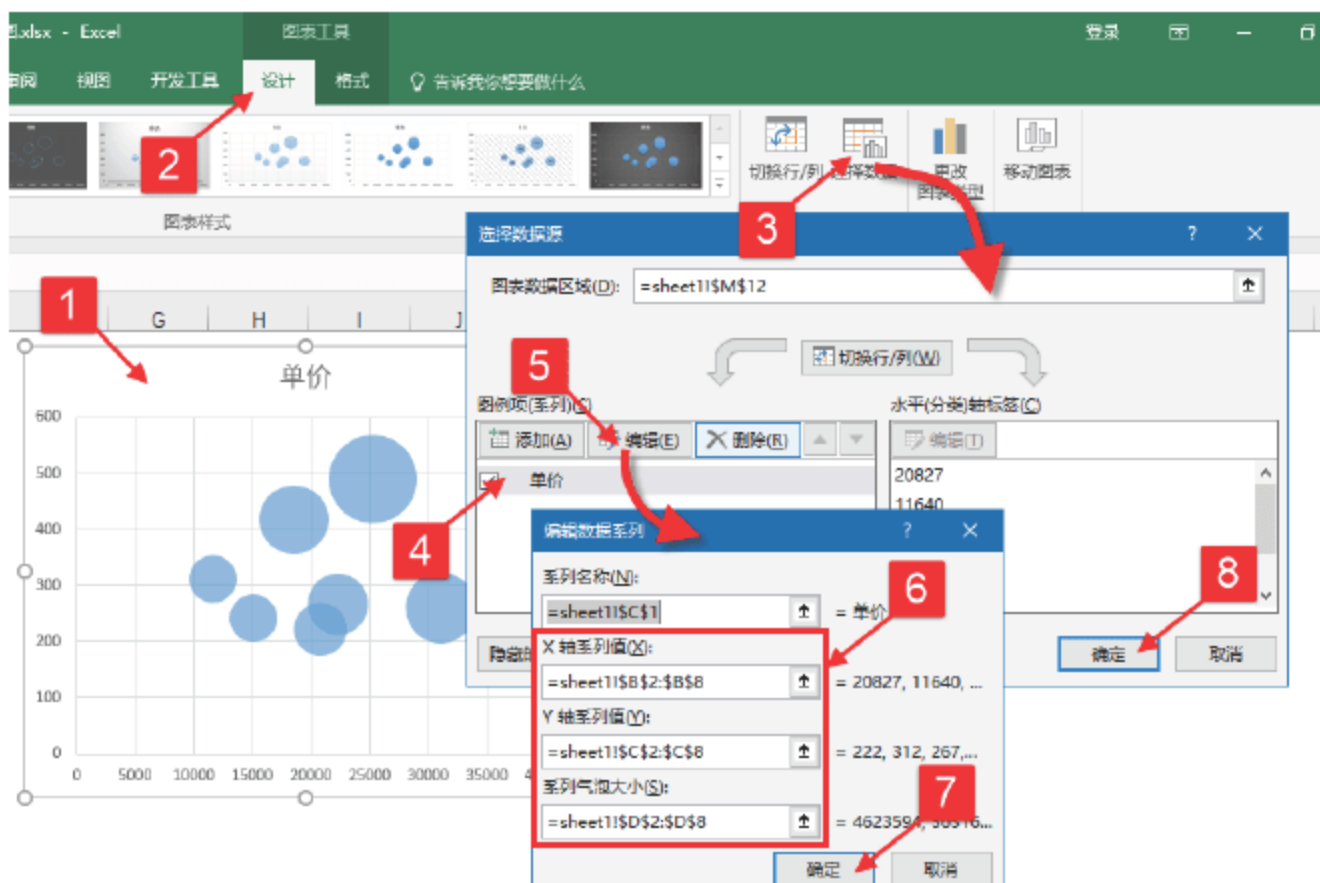 .xlsx - Excel
图表工具
登录
视图
开发工具
设计
格式
告诉我你想要做什么
2
切换行/列
选择数据
更改
图表类型
移动图表
图表样式
3
选择数据源
?
图表数据区域(D):
=sheet1!$M$12
1
G
H
I
J
切换行/列(W)
5
单价
图例项(系列)(S)
水平(分类)轴标签(C)
添加(A)
编辑(E)
删除(R)
编辑(T)
单价
20827
11640
4
编辑数据系列
?
系列名称(N):
6
8
=sheet1!$C$1
= 单价
X 轴系列值(X):
确定
取消
=sheet1!$B$2:$B$8
= 20827, 11640, ...
Y 轴系列值(Y):
=sheet1!$C$2:$C$8
= 222, 312, 267,...
系列气泡大小(S):
7
=sheet1!$D$2:$D$8
确定
取消
600
500
400
300
200
100
0
0 5000 10000 15000 20000 25000 30000 35000